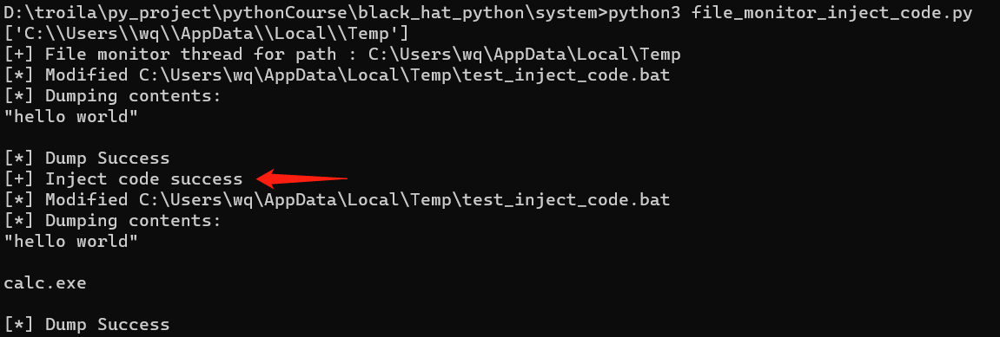 D:\troila\py_project\pythonCourse\black_hat_python\system>python3 file_monitor_inject_code.py
['C:\\Users\\wq\\AppData\\Local\\Temp']
[+] File monitor thread for path : C:\Users\wq\AppData\Local\Temp
[*] Modified C:\Users\wq\AppData\Local\Temp\test_inject_code.bat
[*] Dumping contents:
"hello world"
[*] Dump Success
[+] Inject code success
[*] Modified C:\Users\wq\AppData\Local\Temp\test_inject_code.bat
[*] Dumping contents:
"hello world"
calc.exe
[*] Dump Success